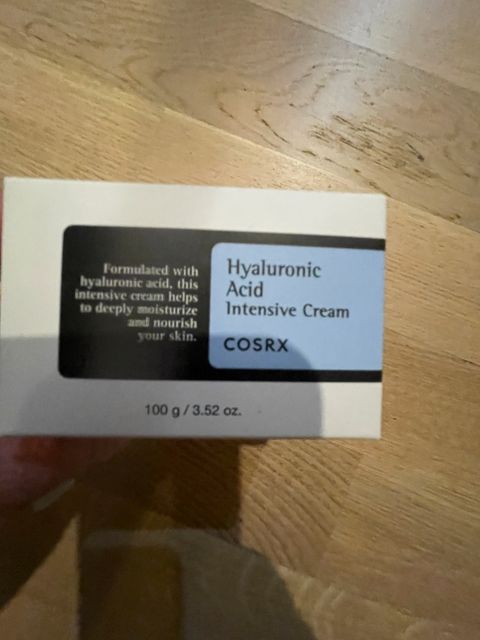 Formulated with
hyaluronic acid, this
intensive cream helps
to deeply moisturize
and nourish
your skin.
Hyaluronic
Acid
Intensive Cream
COSRX
100 g / 3.52 oz.